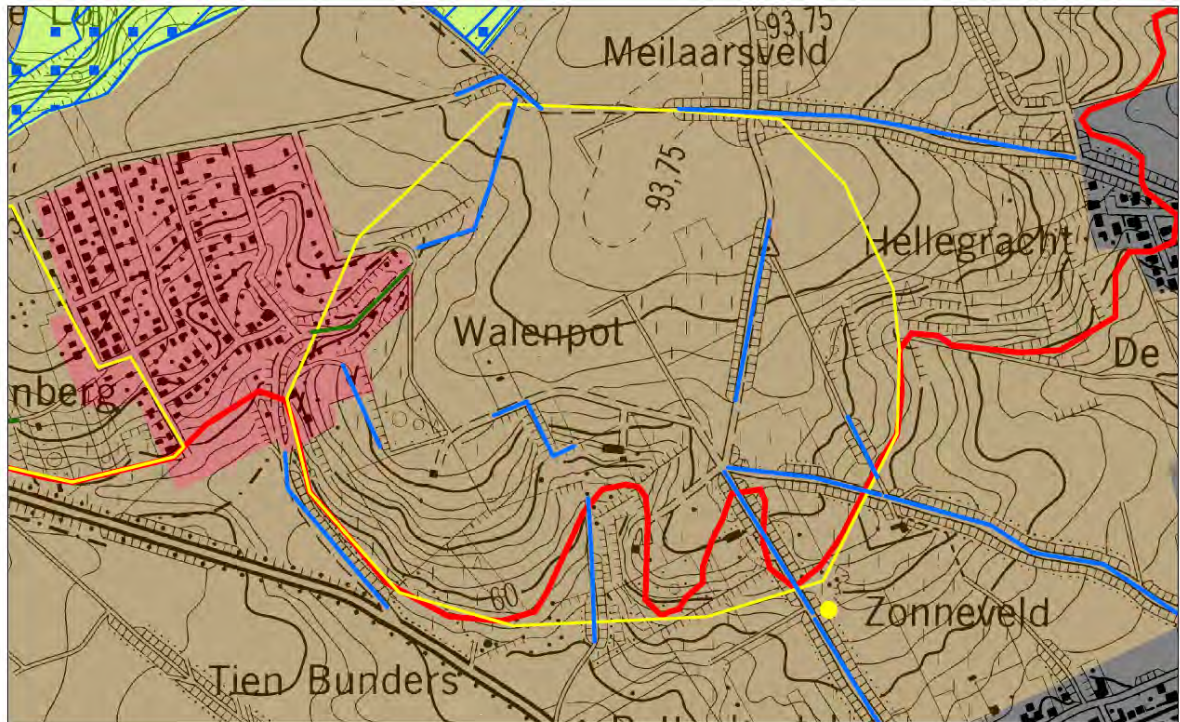 Meilaarsveld
93,75
93,75
Hellegracht
Walenpot
De
nberg
60
Zonneveld
Tien Bunders